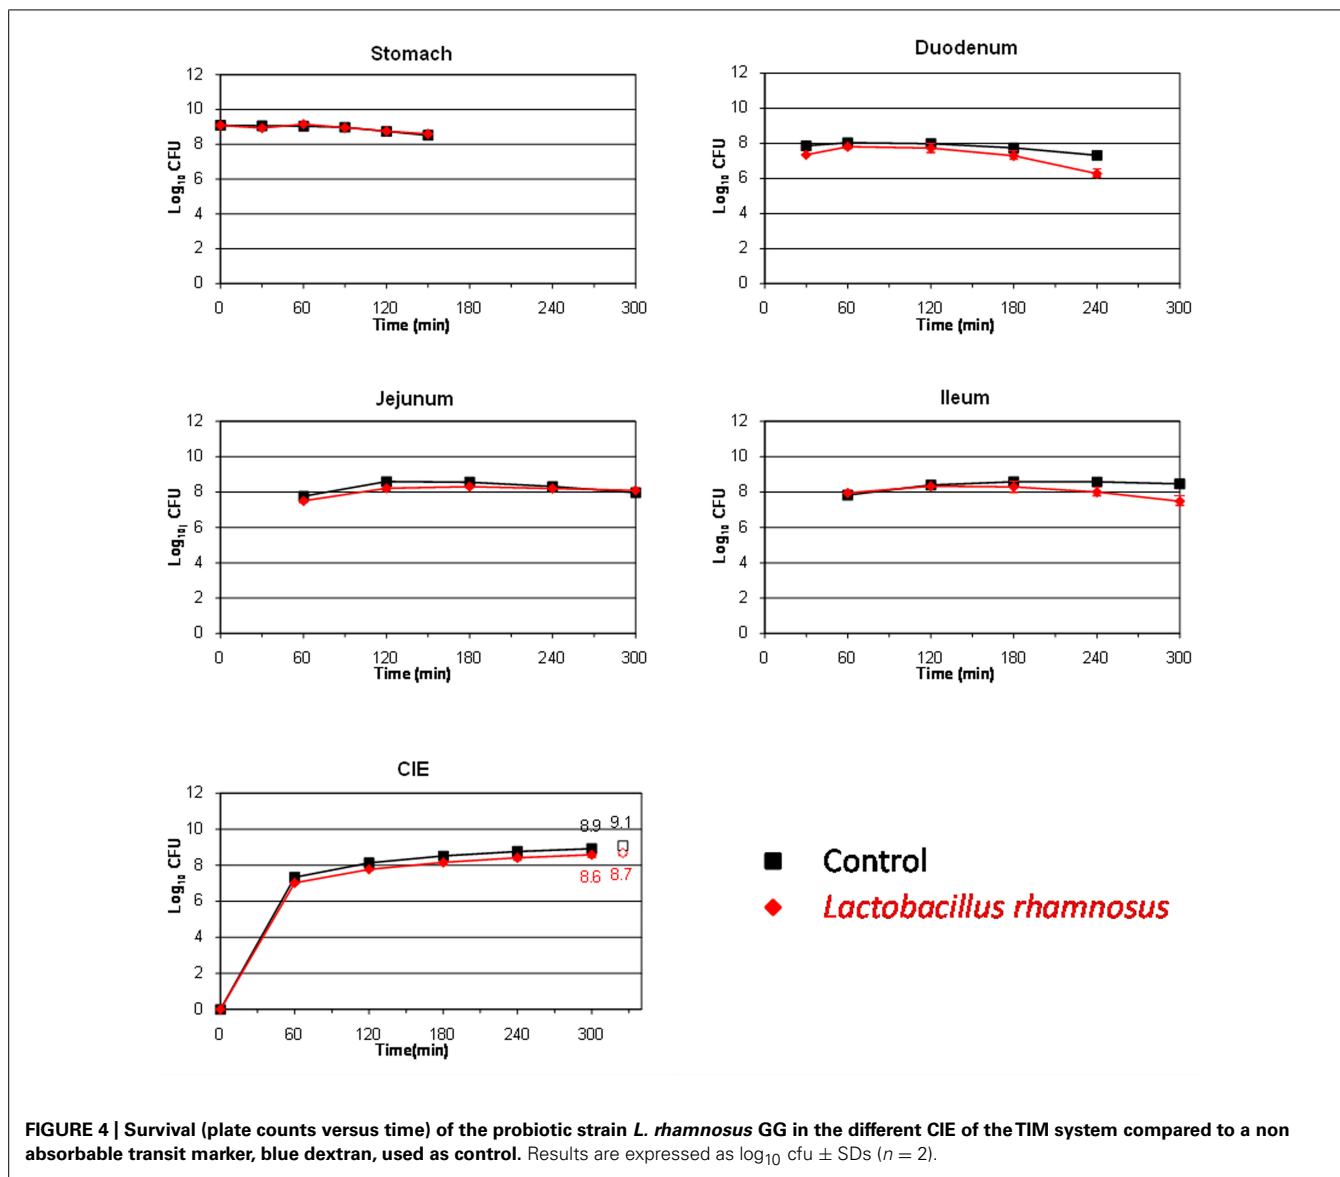 Stomach
12
10
8
6
4
2
0
Log10 CFU
0 60 120 180 240 300
Time (min)
Duodenum
12
10
8
6
4
2
0
Log10 CFU
0 60 120 180 240 300
Time (min)
Jejunum
12
10
8
6
4
2
0
Log10| CFU
0 60 120 180 240 300
Time (min)
Ileum
12
10
8
6
4
2
0
Log10 CFU
0 60 120 180 240 300
Time (min)
CIE
12
10
8
6
4
2
0
Log10 CFU
8.9 9.1
8.6 8.7
0 60 120 180 240 300
Time(min)
Control
Lactobacillus rhamnosus
FIGURE 4 | Survival (plate counts versus time) of the probiotic strain L. rhamnosus GG in the different CIE of the TIM system compared to a non
absorbable transit marker, blue dextran, used as control. Results are expressed as log10 cfu ± SDs (n = 2).